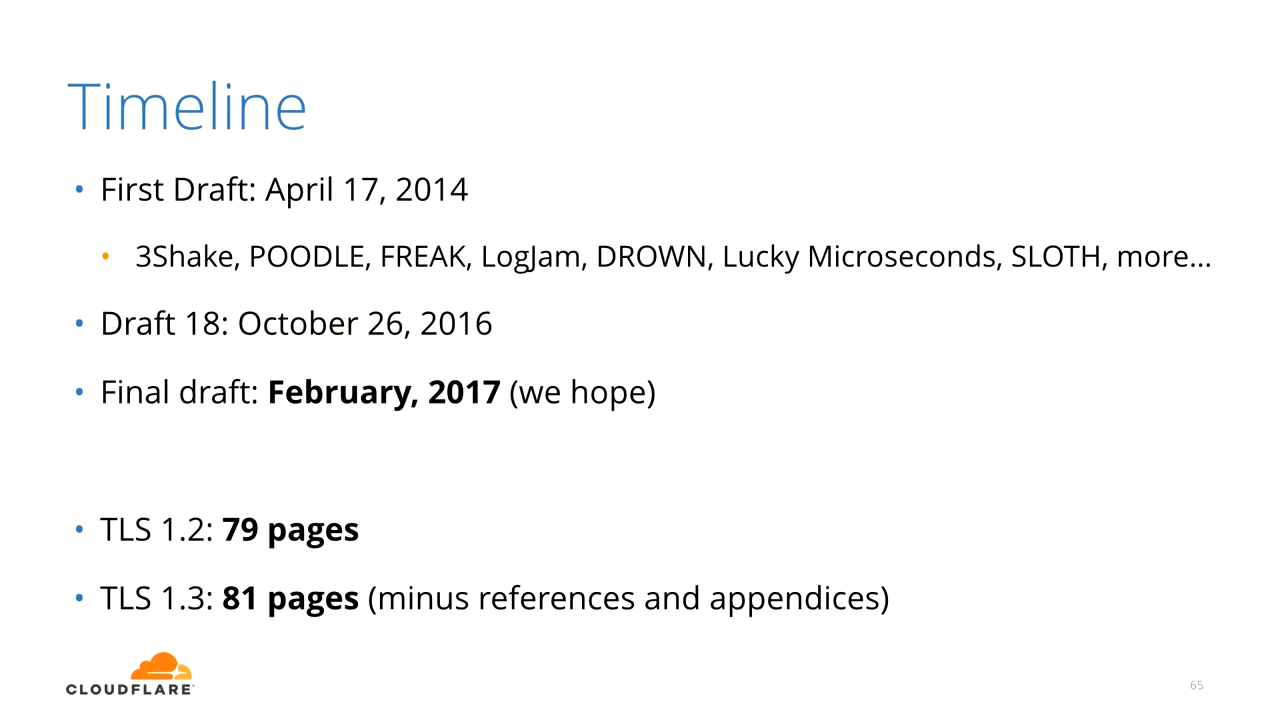 Timeline
• First Draft: April 17, 2014
• 3Shake, POODLE, FREAK, LogJam, DROWN, Lucky Microseconds, SLOTH, more...
• Draft 18: October 26, 2016
• Final draft: February, 2017 (we hope)
• TLS 1.2: 79 pages
• TLS 1.3: 81 pages (minus references and appendices)
CLOUDFLARE
65